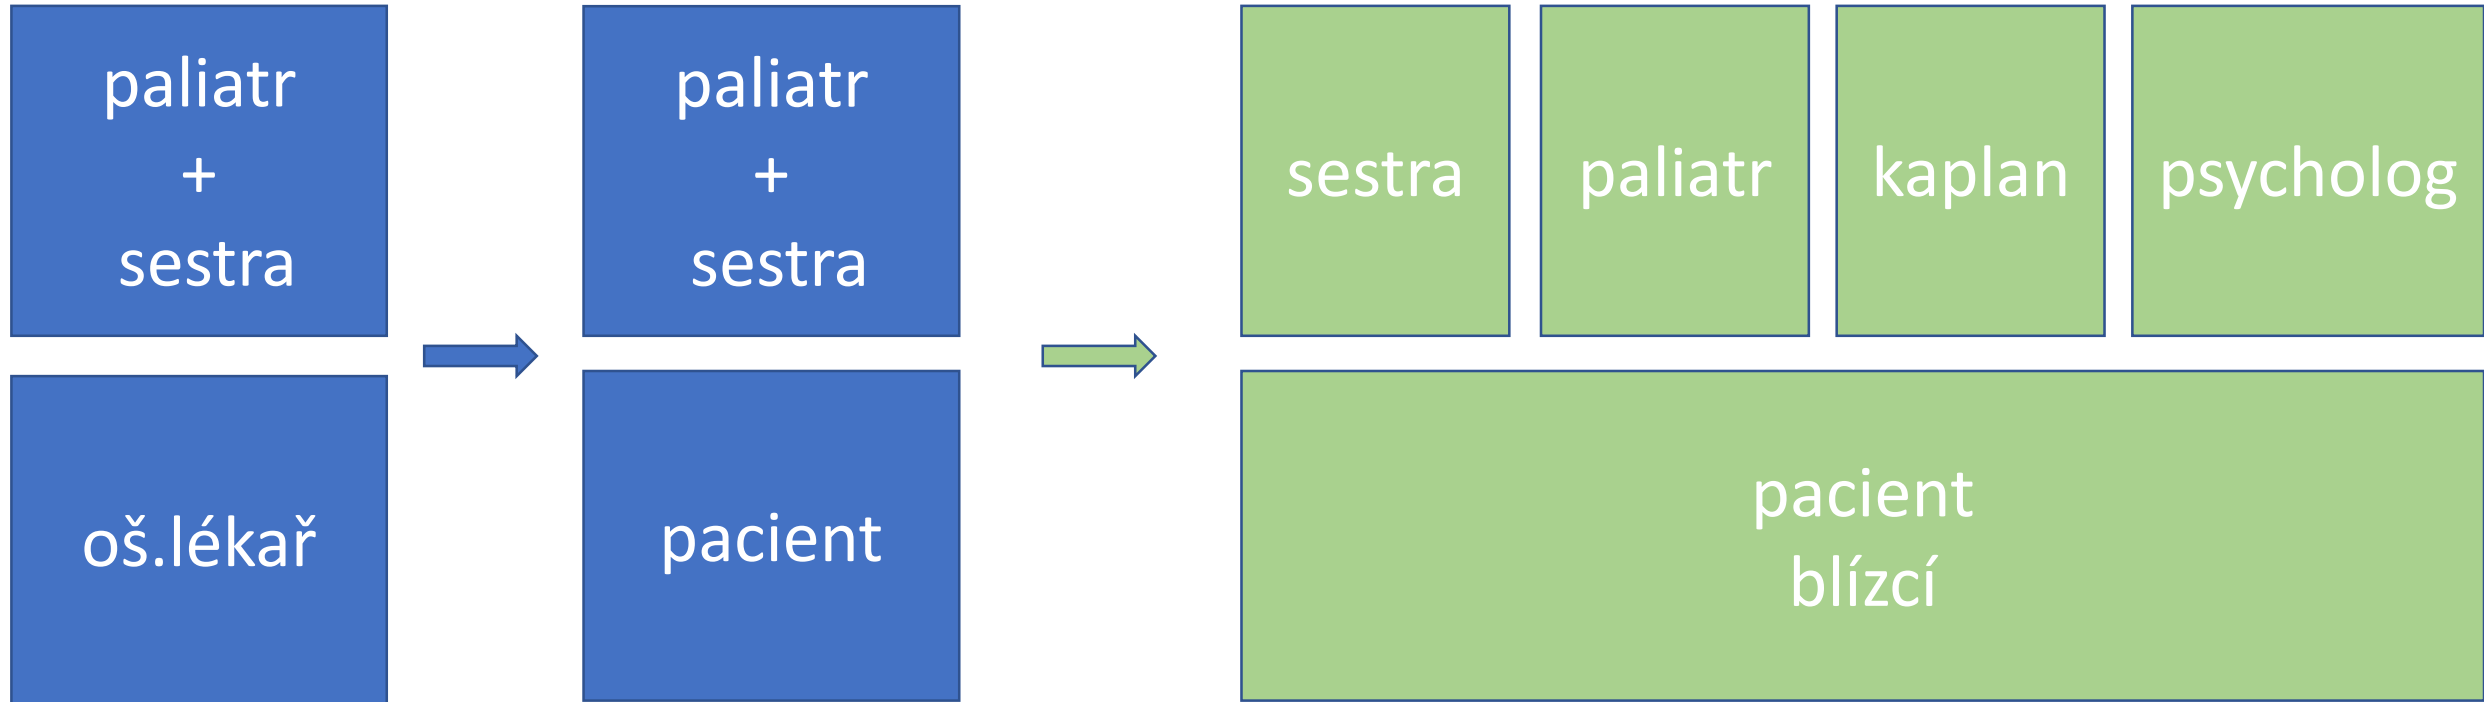 paliatr
+
sestra
oš.lékař
paliatr
+
sestra
pacient
sestra
paliatr
kaplan
psycholog
pacient
blízcí